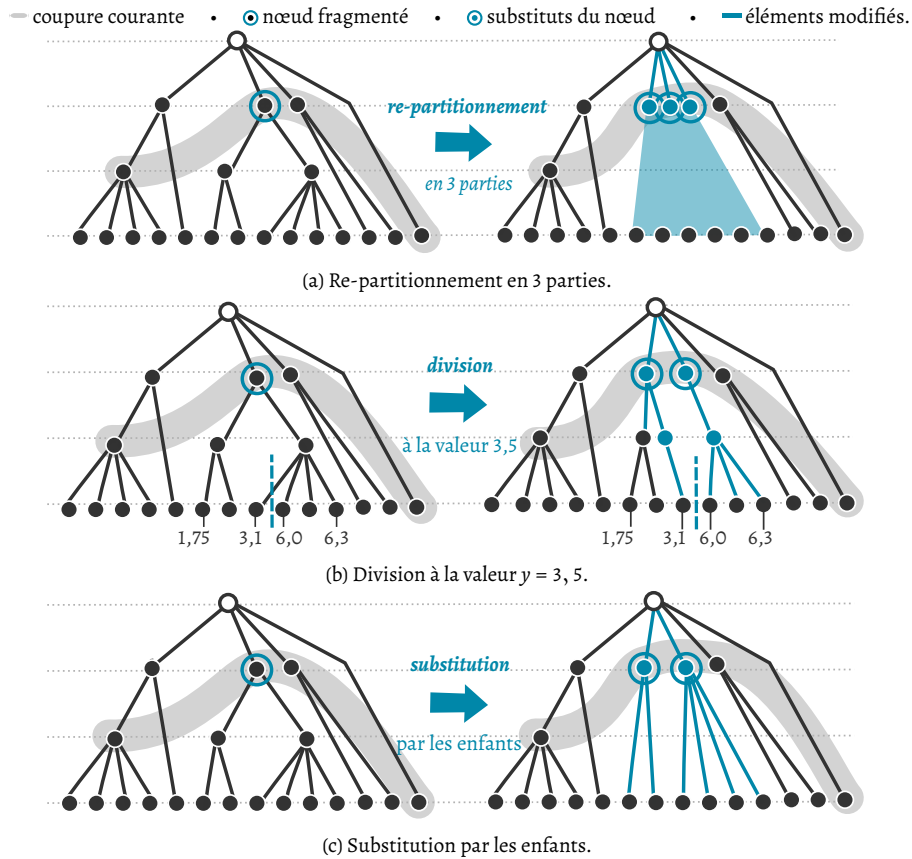 coupure courante • nœud fragmenté • substituts du nœud • éléments modifiés.
re-partitionnement
en 3 parties
(a) Re-partitionnement en 3 parties.
division
à la valeur 3,5
1,75 3,1 6,0 6,3 1,75 3,1 6,0 6,3
(b) Division à la valeur y = 3, 5.
substitution
par les enfants
(c) Substitution par les enfants.